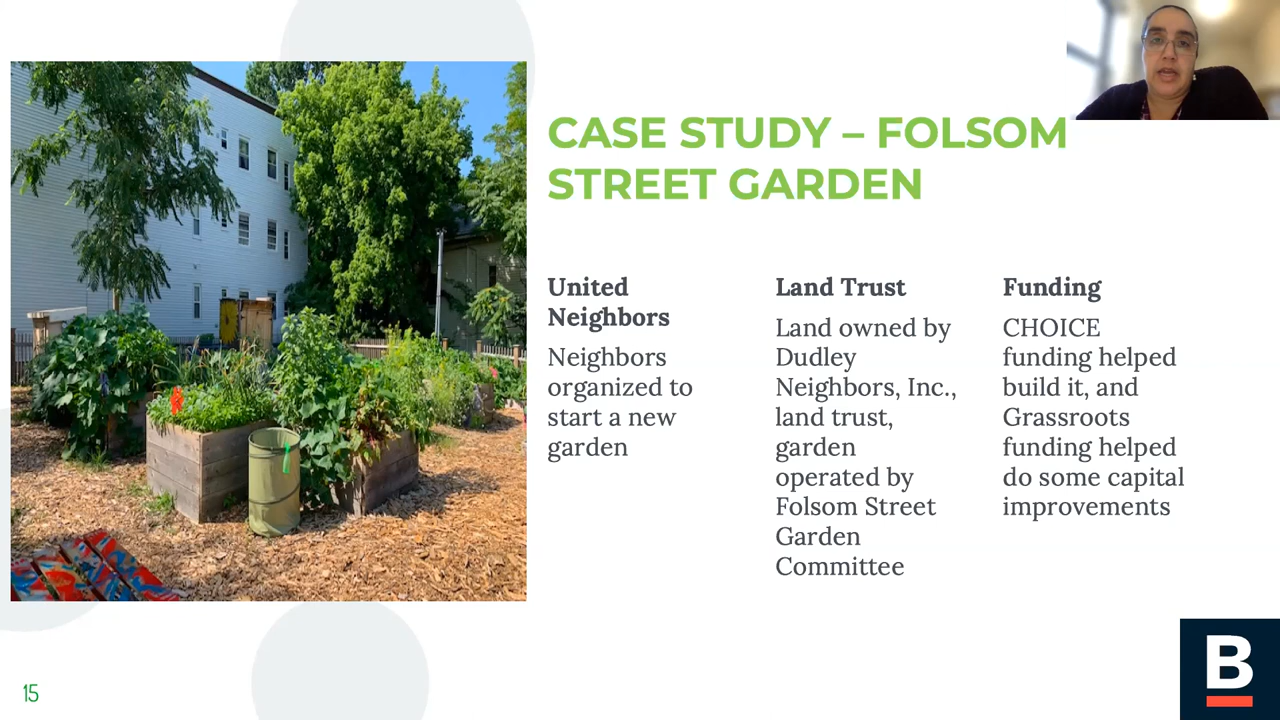 CASE STUDY – FOLSOM
STREET GARDEN
United
Neighbors
Neighbors
organized to
start a new
garden
Land Trust
Land owned by
Dudley
Neighbors, Inc.,
land trust,
garden
operated by
Folsom Street
Garden
Committee
Funding
CHOICE
funding helped
build it, and
Grassroots
funding helped
do some capital
improvements
15
B